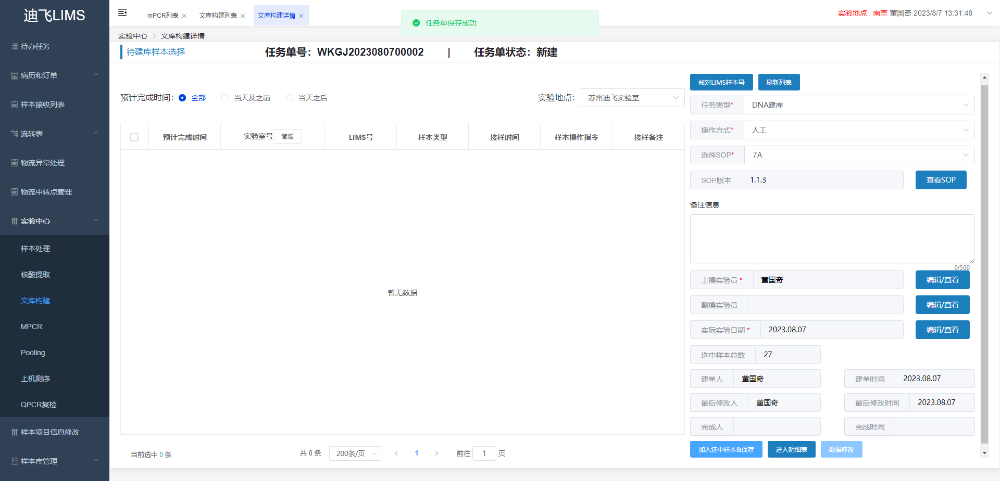 迪飞LIMS
待办任务
病历和订单
样本接收列表
流转表
物流异常处理
物流中转点管理
实验中心
样本处理
核酸提取
文库构建
MPCR
Pooling
上机测序
QPCR复检
样本项目信息修改
样本库管理
mPCR列表 × 文库构建列表 × 文库构建详情 ×
任务单保存成功
实验地点 : 南京 董国奇 2023/8/7 13:31:48
实验中心 > 文库构建详情
待建库样本选择 任务单号：WKGJ2023080700002 | 任务单状态：新建
预计完成时间： 全部 当天及之前 当天之后 实验地点： 苏州迪飞实验室
预计完成时间 实验室号 简版 LIMS号 样本类型 接样时间 样本操作指令 接样备注
暂无数据
当前选中 0 条 共 0 条 200条/页 < 1 > 前往 1 页
核对LIMS样本号 刷新列表
任务类型* DNA建库
操作方式* 人工
选择SOP* 7A
SOP版本 1.1.3 查看SOP
备注信息
0/500
主操实验员 * 董国奇 编辑/查看
副操实验员 编辑/查看
实际实验日期 * 2023.08.07 编辑/查看
选中样本总数 27
建单人 董国奇 建单时间 2023.08.07
最后修改人 董国奇 最后修改时间 2023.08.07
完成人 完成时间
加入选中样本&保存 进入明细表 数据修改